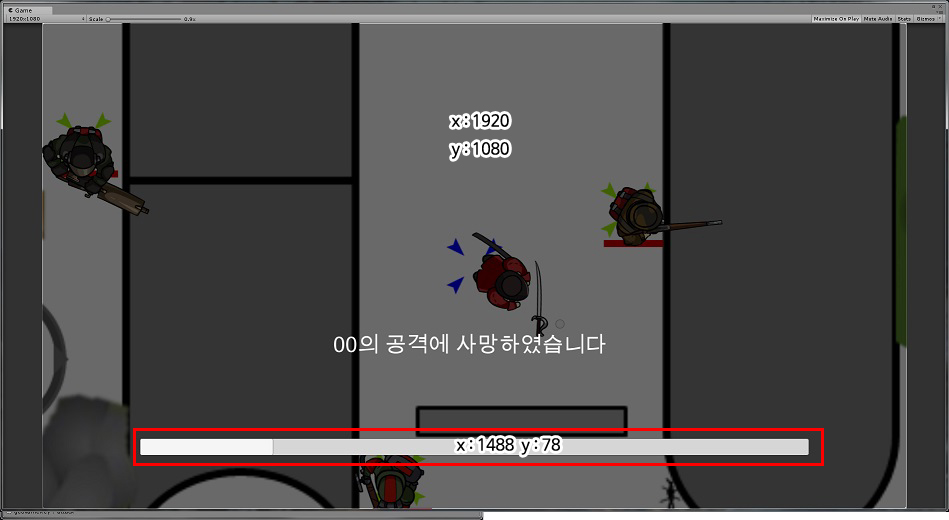 Game
1920x1080 Scale 0.9x Maximize On Play Mute Audio Stats Gizmos
x:1920
y:1080
00의 공격에 사망하였습니다
x:1488 y:78